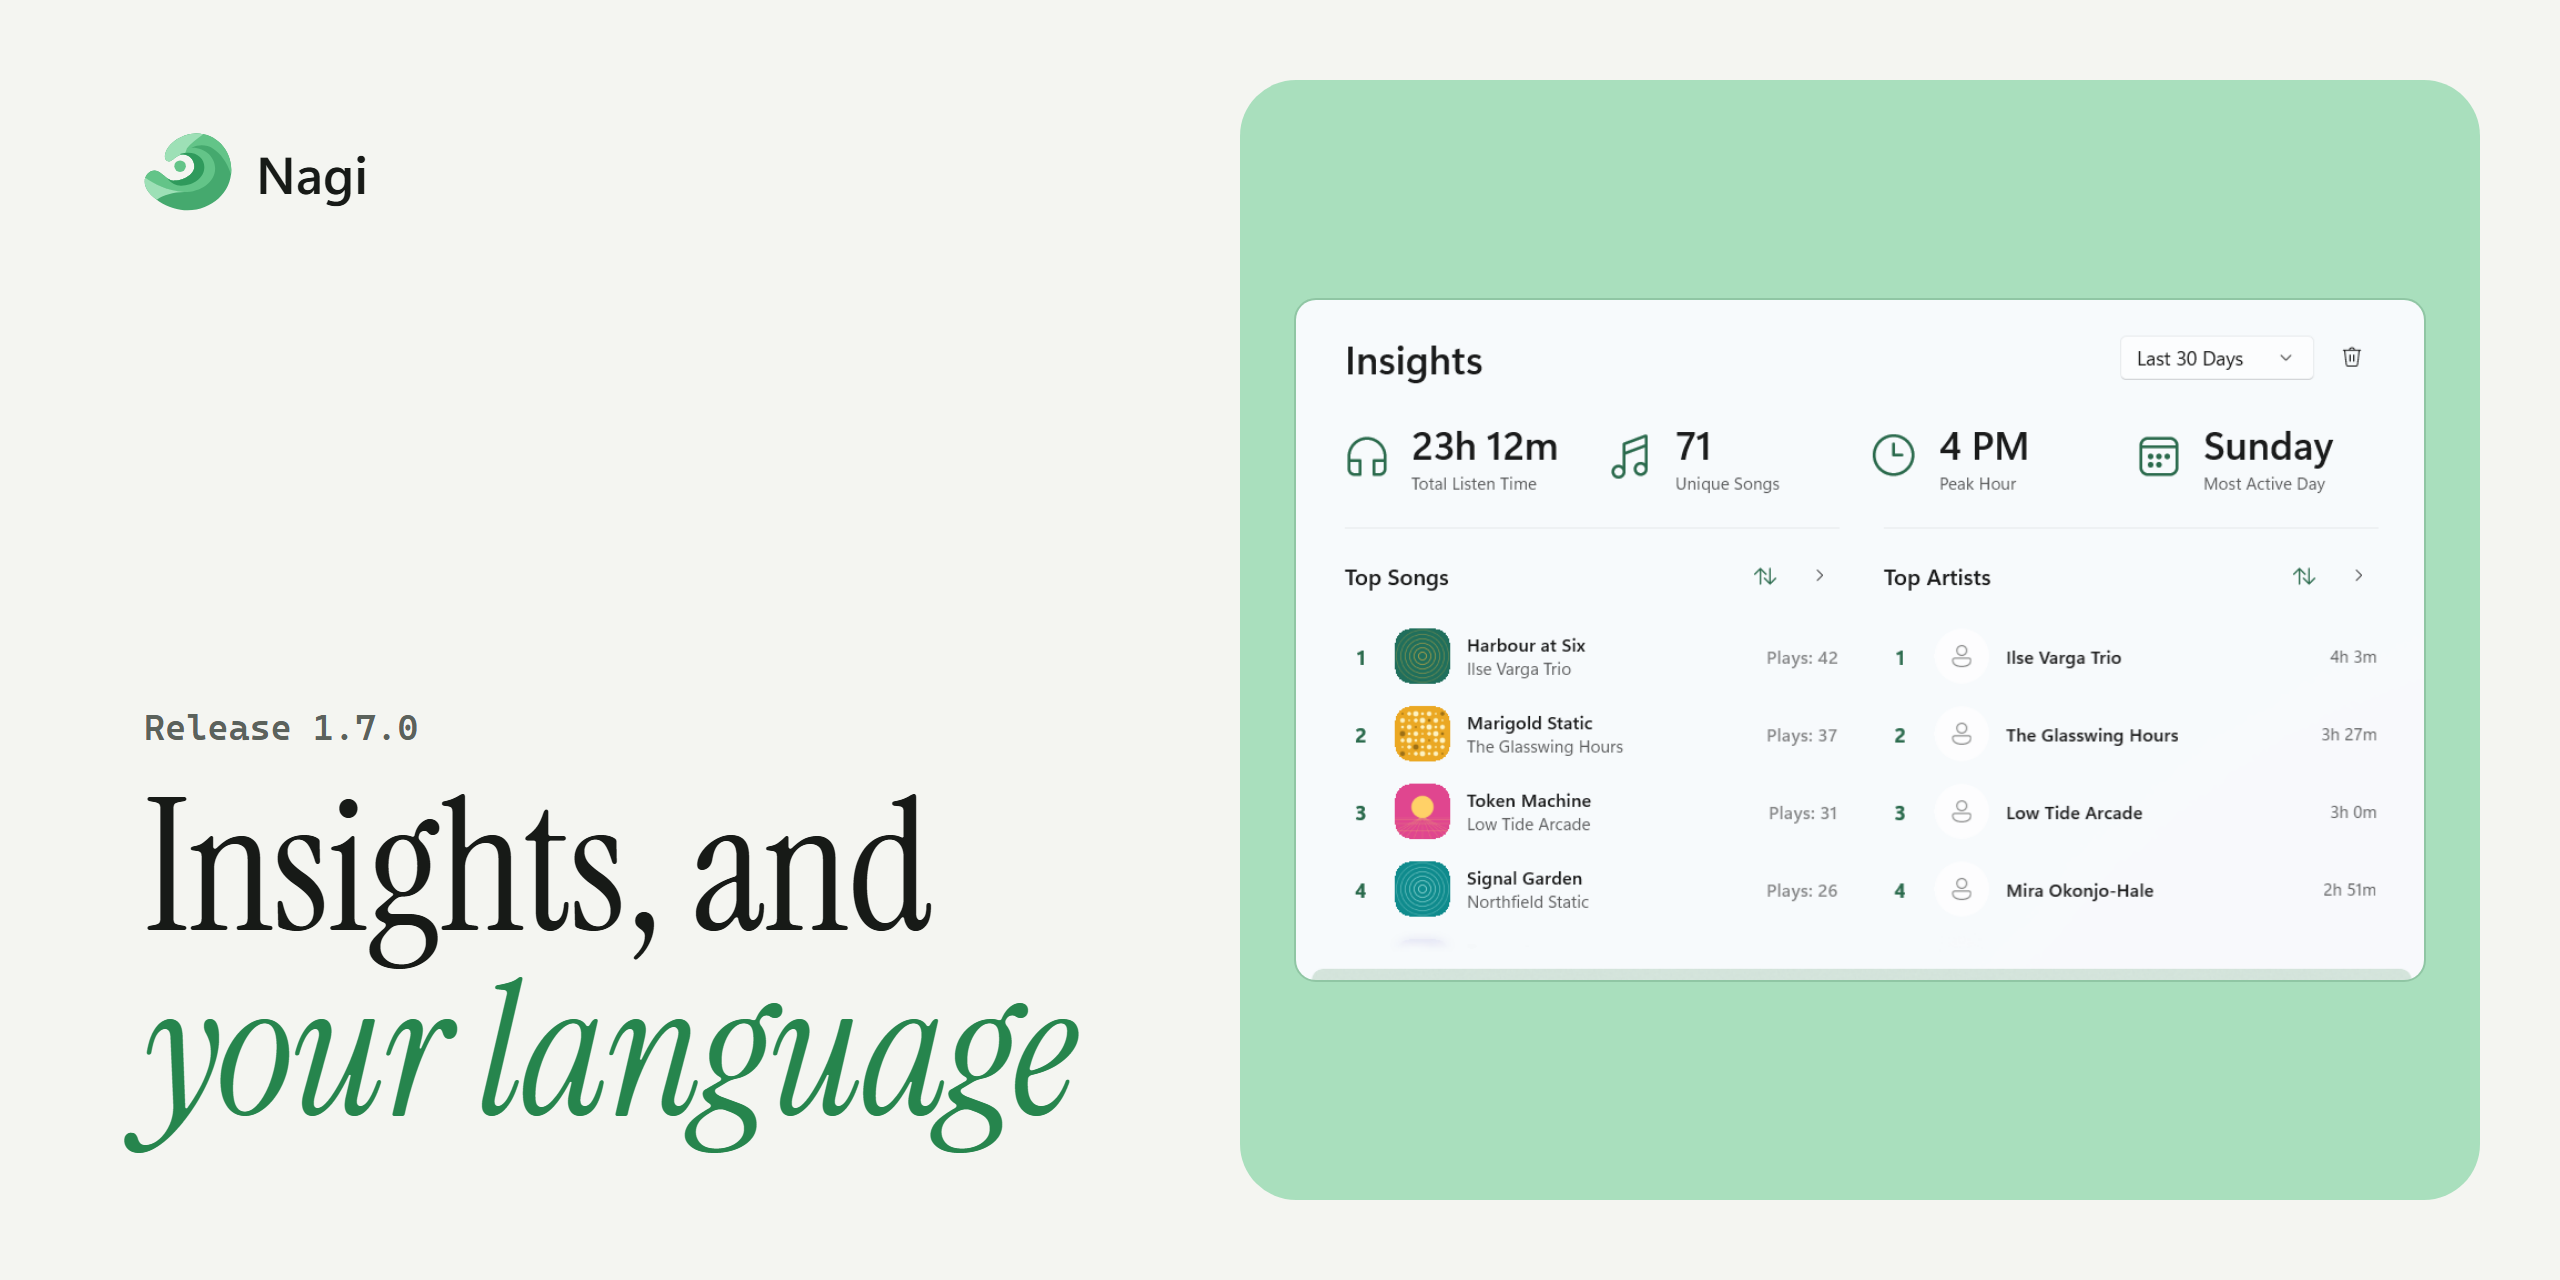 Nagi
Release 1.7.0
Insights, and
your language
Insights
Last 30 Days
23h 12m
Total Listen Time
71
Unique Songs
4 PM
Peak Hour
Sunday
Most Active Day
Top Songs
1
Harbour at Six
Ilse Varga Trio
Plays: 42
2
Marigold Static
The Glasswing Hours
Plays: 37
3
Token Machine
Low Tide Arcade
Plays: 31
4
Signal Garden
Northfield Static
Plays: 26
Top Artists
1
Ilse Varga Trio
4h 3m
2
The Glasswing Hours
3h 27m
3
Low Tide Arcade
3h 0m
4
Mira Okonjo-Hale
2h 51m